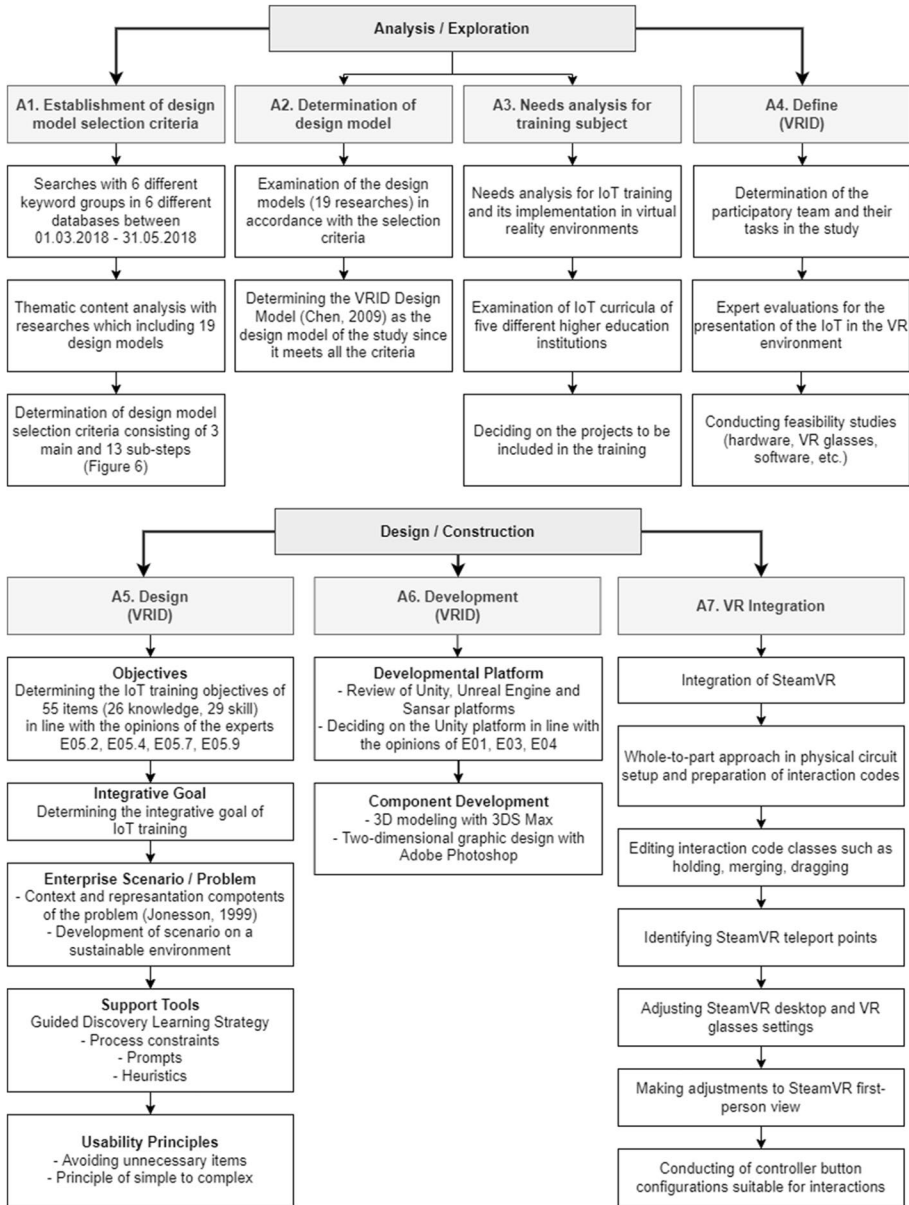 Analysis / Exploration
A1. Establishment of design
model selection criteria
Searches with 6 different
keyword groups in 6 different
databases between
01.03.2018 - 31.05.2018
Thematic content analysis with
researches which including 19
design models
Determination of design model
selection criteria consisting of 3
main and 13 sub-steps
(Figure 6)
A2. Determination of
design model
Examination of the design
models (19 researches) in
accordance with the selection
criteria
Determining the VRID Design
Model (Chen, 2009) as the
design model of the study since
it meets all the criteria
A3. Needs analysis for
training subject
Needs analysis for IoT training
and its implementation in virtual
reality environments
Examination of IoT curricula of
five different higher education
institutions
Deciding on the projects to be
included in the training
A4. Define
(VRID)
Determination of the
participatory team and their
tasks in the study
Expert evaluations for the
presentation of the IoT in the VR
environment
Conducting feasibility studies
(hardware, VR glasses,
software, etc.)
Design / Construction
A5. Design
(VRID)
Objectives
Determining the IoT training objectives of
55 items (26 knowledge, 29 skill)
in line with the opinions of the experts
E05.2, E05.4, E05.7, E05.9
Integrative Goal
Determining the integrative goal of
IoT training
Enterprise Scenario / Problem
- Context and represantation compotents
of the problem (Jonesson, 1999)
- Development of scenario on a
sustainable environment
Support Tools
Guided Discovery Learning Strategy
- Process constraints
- Prompts
- Heuristics
Usability Principles
- Avoiding unnecessary items
- Principle of simple to complex
A6. Development
(VRID)
Developmental Platform
- Review of Unity, Unreal Engine and
Sansar platforms
- Deciding on the Unity platform in line with
the opinions of E01, E03, E04
Component Development
- 3D modeling with 3DS Max
- Two-dimensional graphic design with
Adobe Photoshop
A7. VR Integration
Integration of SteamVR
Whole-to-part approach in physical circuit
setup and preparation of interaction codes
Editing interaction code classes such as
holding, merging, dragging
Identifying SteamVR teleport points
Adjusting SteamVR desktop and VR
glasses settings
Making adjustments to SteamVR first-
person view
Conducting of controller button
configurations suitable for interactions